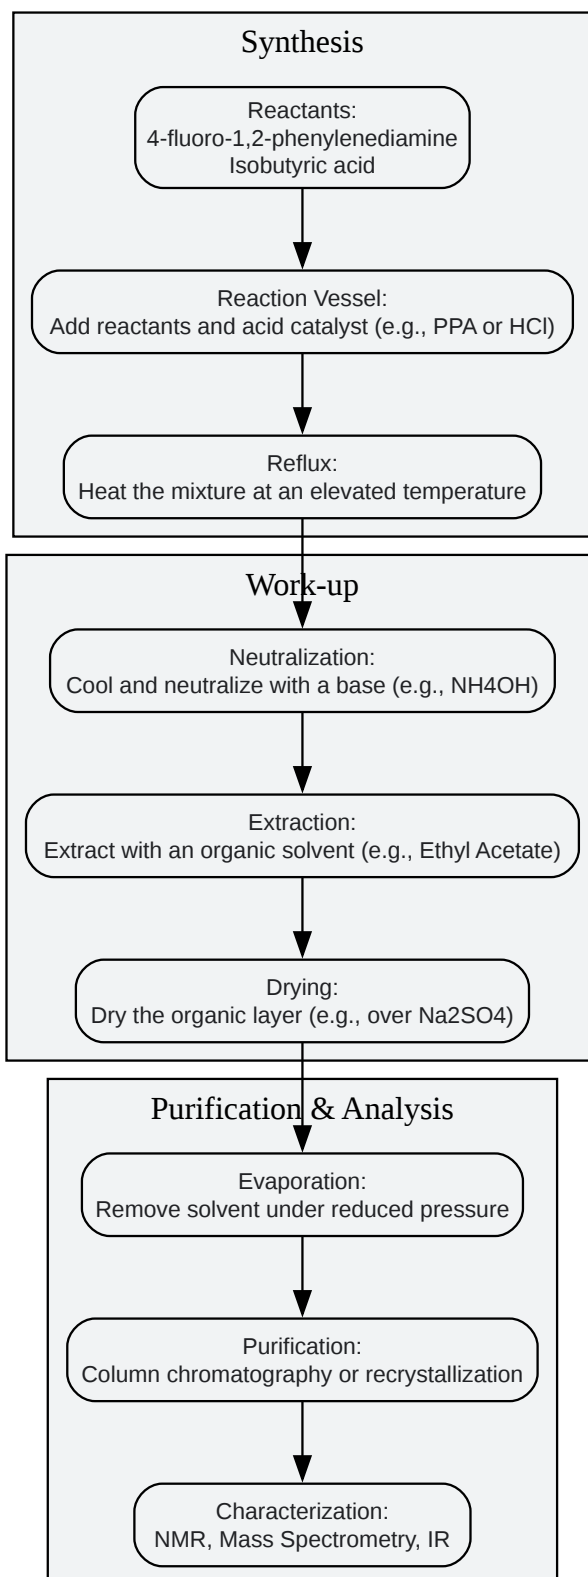 Synthesis
Reactants:
4-fluoro-1,2-phenylenediamine
Isobutyric acid
Reaction Vessel:
Add reactants and acid catalyst (e.g., PPA or HCl)
Reflux:
Heat the mixture at an elevated temperature
Work-up
Neutralization:
Cool and neutralize with a base (e.g., NH4OH)
Extraction:
Extract with an organic solvent (e.g., Ethyl Acetate)
Drying:
Dry the organic layer (e.g., over Na2SO4)
Purification & Analysis
Evaporation:
Remove solvent under reduced pressure
Purification:
Column chromatography or recrystallization
Characterization:
NMR, Mass Spectrometry, IR